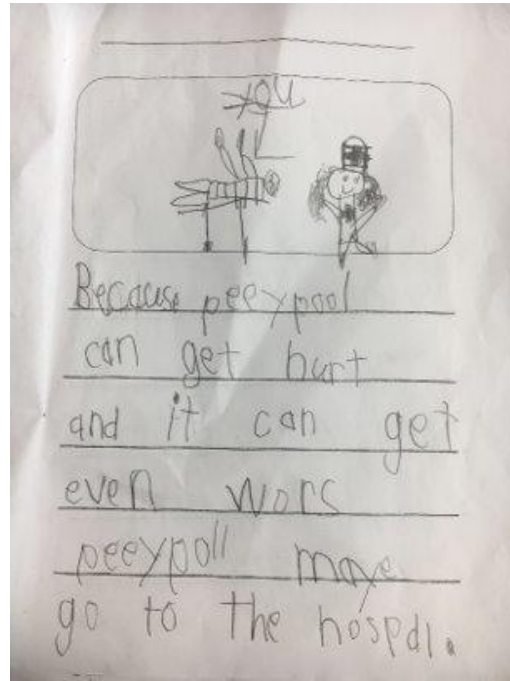 you
Because peeypool
can get hurt
and it can get
even wors
peeypoll maye
go to the hospdl.